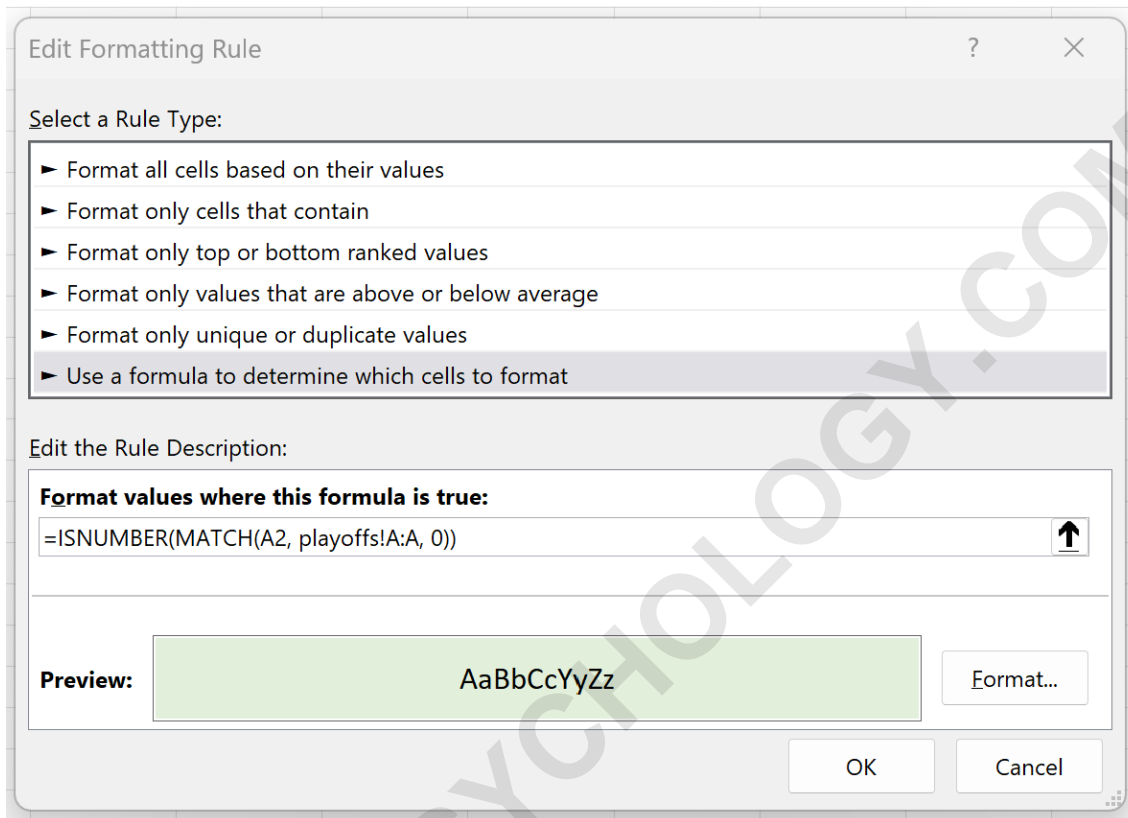 Edit Formatting Rule ?
Select a Rule Type:
► Format all cells based on their values
► Format only cells that contain
► Format only top or bottom ranked values
► Format only values that are above or below average
► Format only unique or duplicate values
► Use a formula to determine which cells to format
Edit the Rule Description:
Format values where this formula is true:
=ISNUMBER(MATCH(A2, playoffs!A:A, 0))
Preview: AaBbCcYyZz Format...
OK Cancel
YCHOLOGY.COM